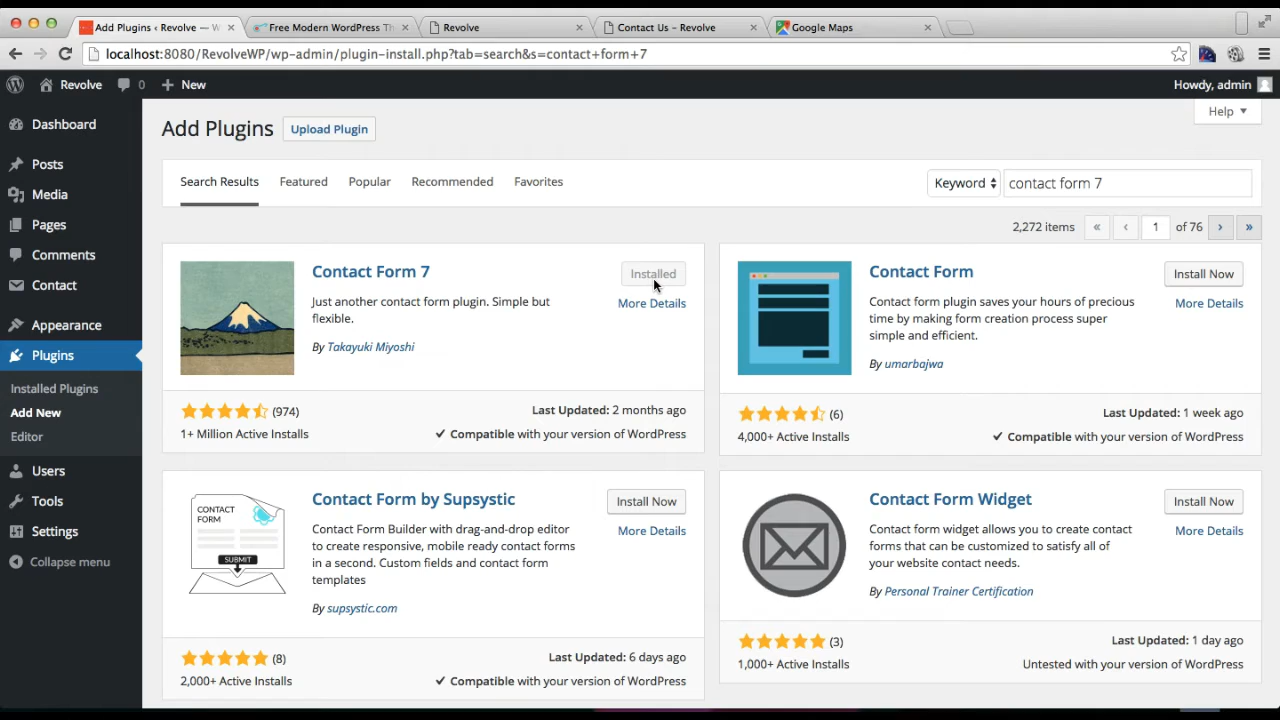 Add Plugins ‹ Revolve — W
Free Modern WordPress Th
Revolve
Contact Us – Revolve
Google Maps
localhost:8080/RevolveWP/wp-admin/plugin-install.php?tab=search&s=contact+form+7
Revolve
0
New
Howdy, admin
Dashboard
Posts
Media
Pages
Comments
Contact
Appearance
Plugins
Installed Plugins
Add New
Editor
Users
Tools
Settings
Collapse menu
Help
Add Plugins
Upload Plugin
Search Results
Featured
Popular
Recommended
Favorites
Keyword
contact form 7
2,272 items « ‹ 1 of 76 › »
Contact Form 7
Installed
More Details
Just another contact form plugin. Simple but
flexible.
By Takayuki Miyoshi
(974)
Last Updated: 2 months ago
1+ Million Active Installs
✔ Compatible with your version of WordPress
Contact Form
Install Now
More Details
Contact form plugin saves your hours of precious
time by making form creation process super
simple and efficient.
By umarbajwa
(6)
Last Updated: 1 week ago
4,000+ Active Installs
✔ Compatible with your version of WordPress
CONTACT
FORM
SUBMIT
Contact Form by Supsystic
Install Now
More Details
Contact Form Builder with drag-and-drop editor
to create responsive, mobile ready contact forms
in a second. Custom fields and contact form
templates
By supsystic.com
(8)
Last Updated: 6 days ago
2,000+ Active Installs
✔ Compatible with your version of WordPress
Contact Form Widget
Install Now
More Details
Contact form widget allows you to create contact
forms that can be customized to satisfy all of
your website contact needs.
By Personal Trainer Certification
(3)
Last Updated: 1 day ago
1,000+ Active Installs
Untested with your version of WordPress